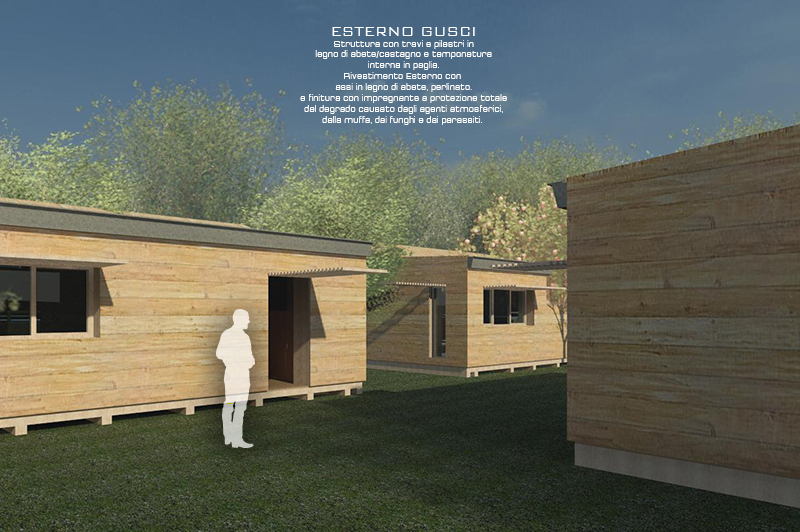 ESTERNO GUSCI
Struttura con travi e pilastri in
legno di abete/castagno e tamponatura
interna in paglia.
Rivestimento Esterno con
assi in legno di abete, perlinato.
e finitura con impregnante a protezione totale
dal degrado causato dagli agenti atmosferici,
dalla muffa, dai funghi e dai parassiti.